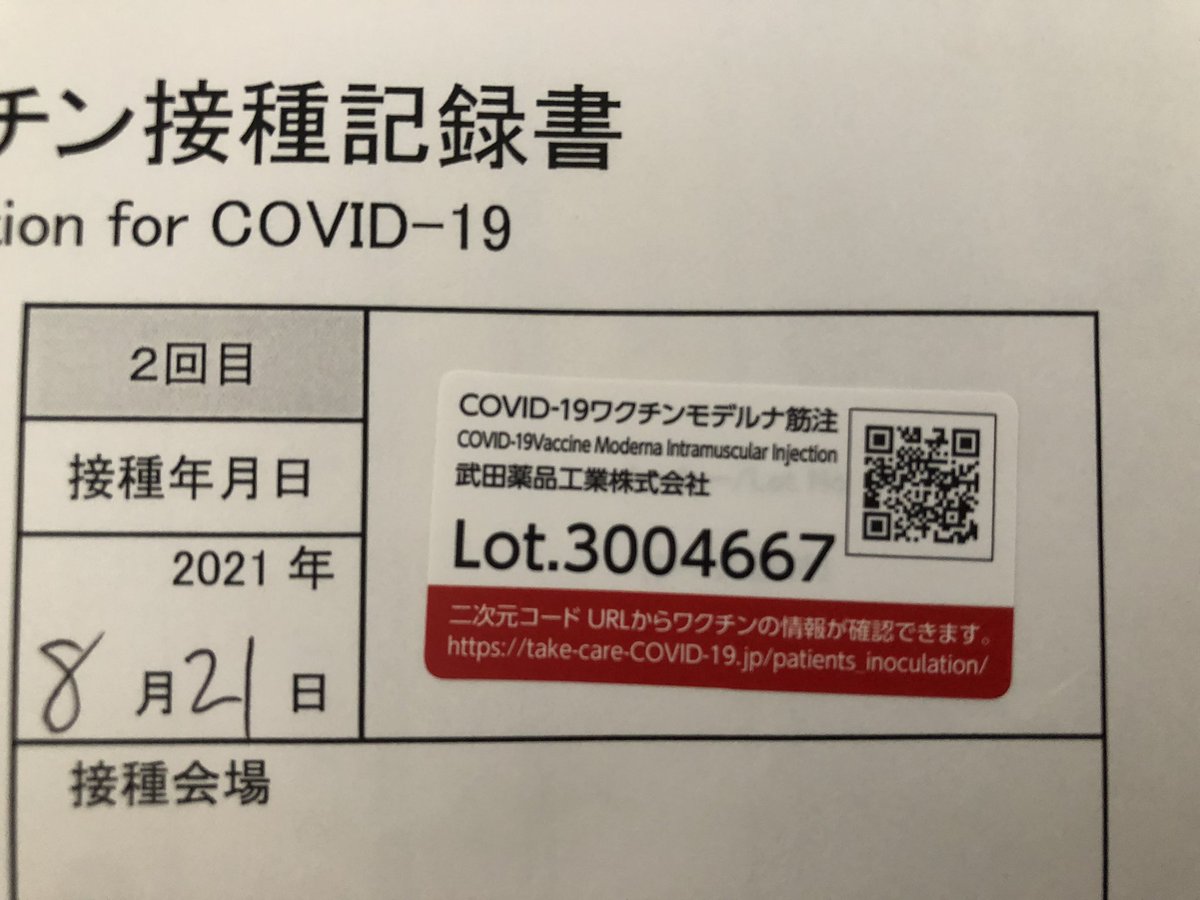 チン接種記録書
tion for COVID-19
2回目
接種年月日
2021 年
8 月 21 日
COVID-19ワクチンモデルナ筋注
COVID-19Vaccine Moderna Intramuscular Injection
武田薬品工業株式会社
Lot.3004667
二次元コード URLからワクチンの情報が確認できます。
https://take-care-COVID-19.jp/patients_inoculation/
接種会場